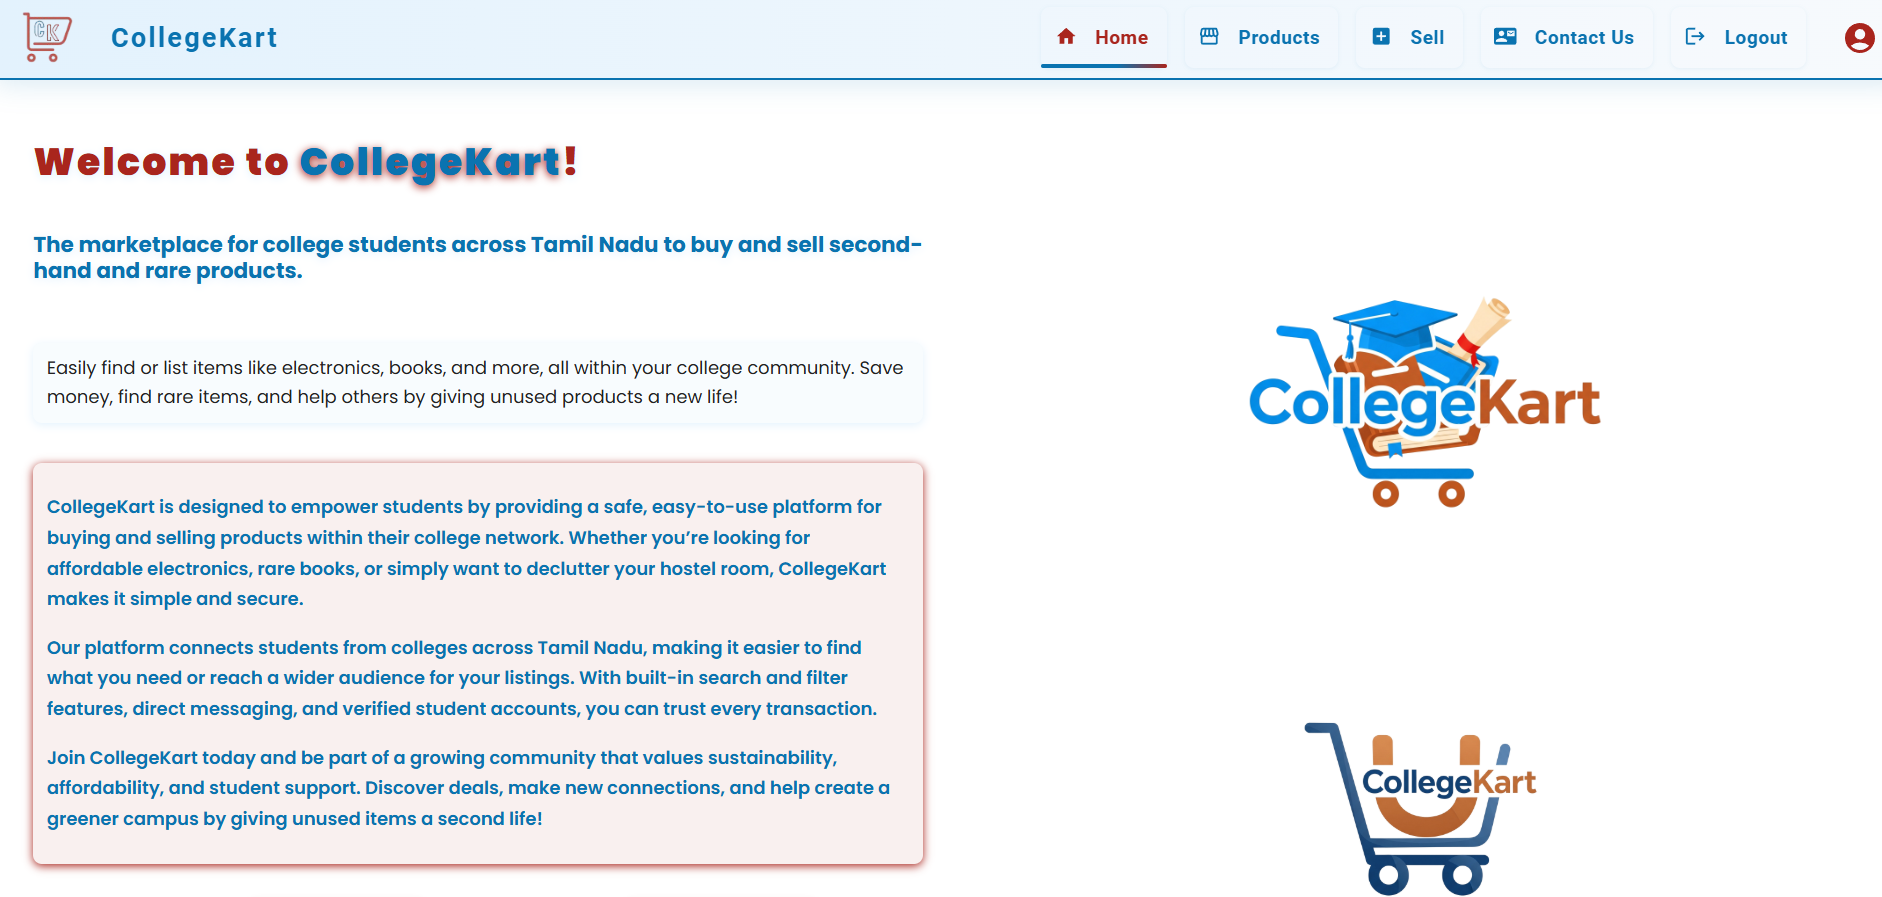 CK
CollegeKart
Home
Products
Sell
Contact Us
Logout
Welcome to CollegeKart!
The marketplace for college students across Tamil Nadu to buy and sell second-
hand and rare products.
Easily find or list items like electronics, books, and more, all within your college community. Save
money, find rare items, and help others by giving unused products a new life!
CollegeKart is designed to empower students by providing a safe, easy-to-use platform for
buying and selling products within their college network. Whether you’re looking for
affordable electronics, rare books, or simply want to declutter your hostel room, CollegeKart
makes it simple and secure.
Our platform connects students from colleges across Tamil Nadu, making it easier to find
what you need or reach a wider audience for your listings. With built-in search and filter
features, direct messaging, and verified student accounts, you can trust every transaction.
Join CollegeKart today and be part of a growing community that values sustainability,
affordability, and student support. Discover deals, make new connections, and help create a
greener campus by giving unused items a second life!
CollegeKart
CollegeKart